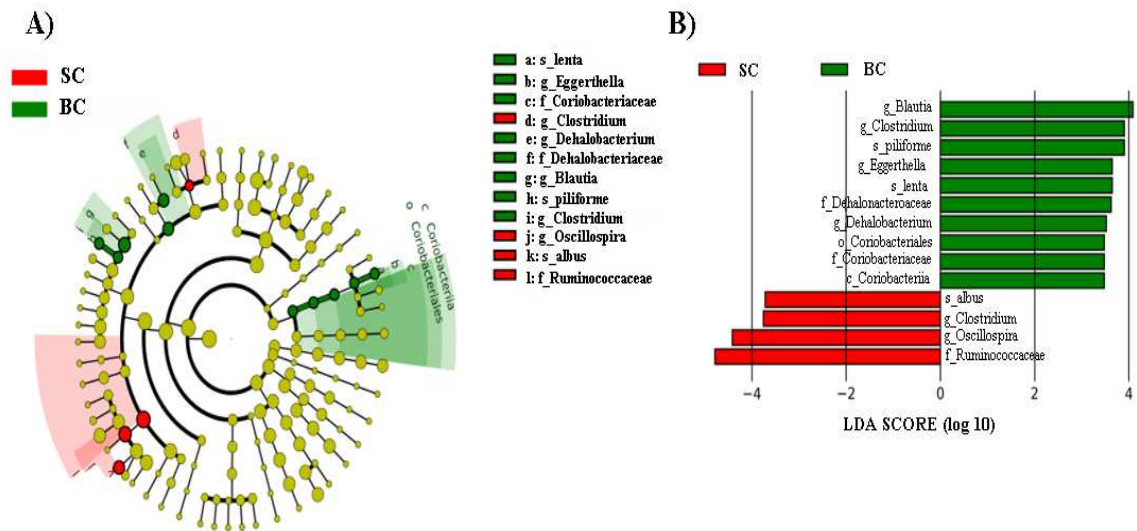 A)
SC
BC
d
e
g
a
b
c
o Coriobacteriales
c Coriobacteriia
a: s_lenta
b: g_Eggerthella
c: f_Coriobacteriaceae
d: g_Clostridium
e: g_Dehalobacterium
f: f_Dehalobacteriaceae
g: g_Blautia
h: s_piliforme
i: g_Clostridium
j: g_Oscillospira
k: s_albus
l: f_Ruminococcaceae
B)
SC
BC
g_Blautia
g_Clostridium
s_piliforme
g_Eggerthella
s_lenta
f_Dehalonacteroaceae
g_Dehalobacterium
o_Coriobacteriales
f_Coriobacteriaceae
c_Coriobacteriia
s_albus
g_Clostridium
g_Oscillospira
f_Ruminococcaceae
−4 −2 0 2 4
LDA SCORE (log 10)